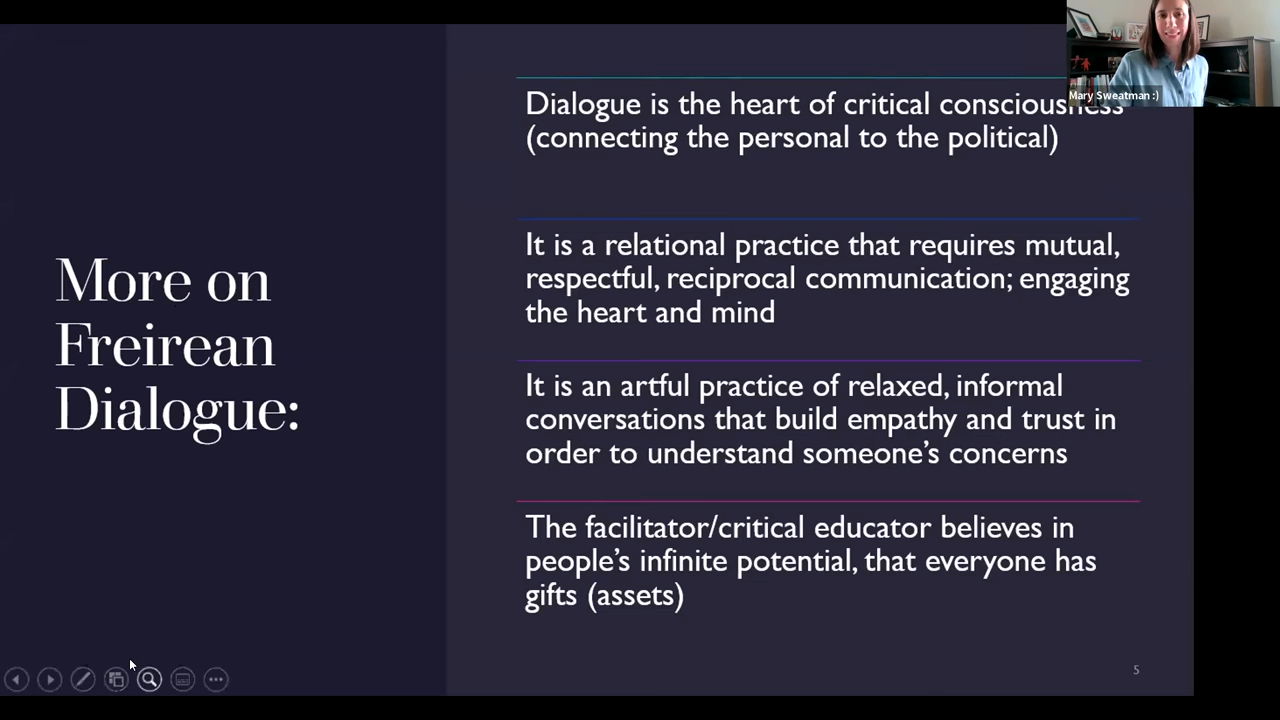 Mary Sweatman :)
More on
Freirean
Dialogue:
Dialogue is the heart of critical consciousness
(connecting the personal to the political)
It is a relational practice that requires mutual,
respectful, reciprocal communication; engaging
the heart and mind
It is an artful practice of relaxed, informal
conversations that build empathy and trust in
order to understand someone's concerns
The facilitator/critical educator believes in
people's infinite potential, that everyone has
gifts (assets)
5